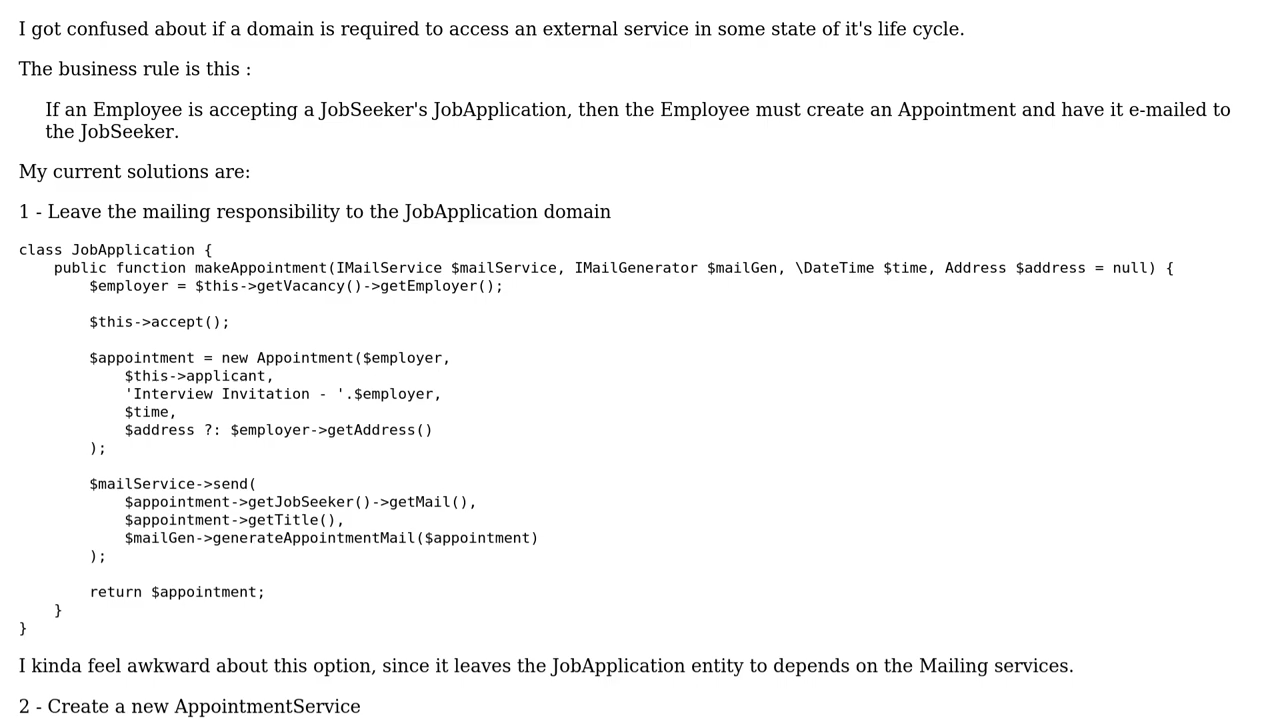 I got confused about if a domain is required to access an external service in some state of it's life cycle.
The business rule is this :
If an Employee is accepting a JobSeeker's JobApplication, then the Employee must create an Appointment and have it e-mailed to
the JobSeeker.
My current solutions are:
1 - Leave the mailing responsibility to the JobApplication domain
class JobApplication {
    public function makeAppointment(IMailService $mailService, IMailGenerator $mailGen, \DateTime $time, Address $address = null) {
        $employer = $this->getVacancy()->getEmployer();
        $this->accept();
        $appointment = new Appointment($employer,
            $this->applicant,
            'Interview Invitation - '.$employer,
            $time,
            $address ?: $employer->getAddress()
        );
        $mailService->send(
            $appointment->getJobSeeker()->getMail(),
            $appointment->getTitle(),
            $mailGen->generateAppointmentMail($appointment)
        );
        return $appointment;
    }
}
I kinda feel awkward about this option, since it leaves the JobApplication entity to depends on the Mailing services.
2 - Create a new AppointmentService